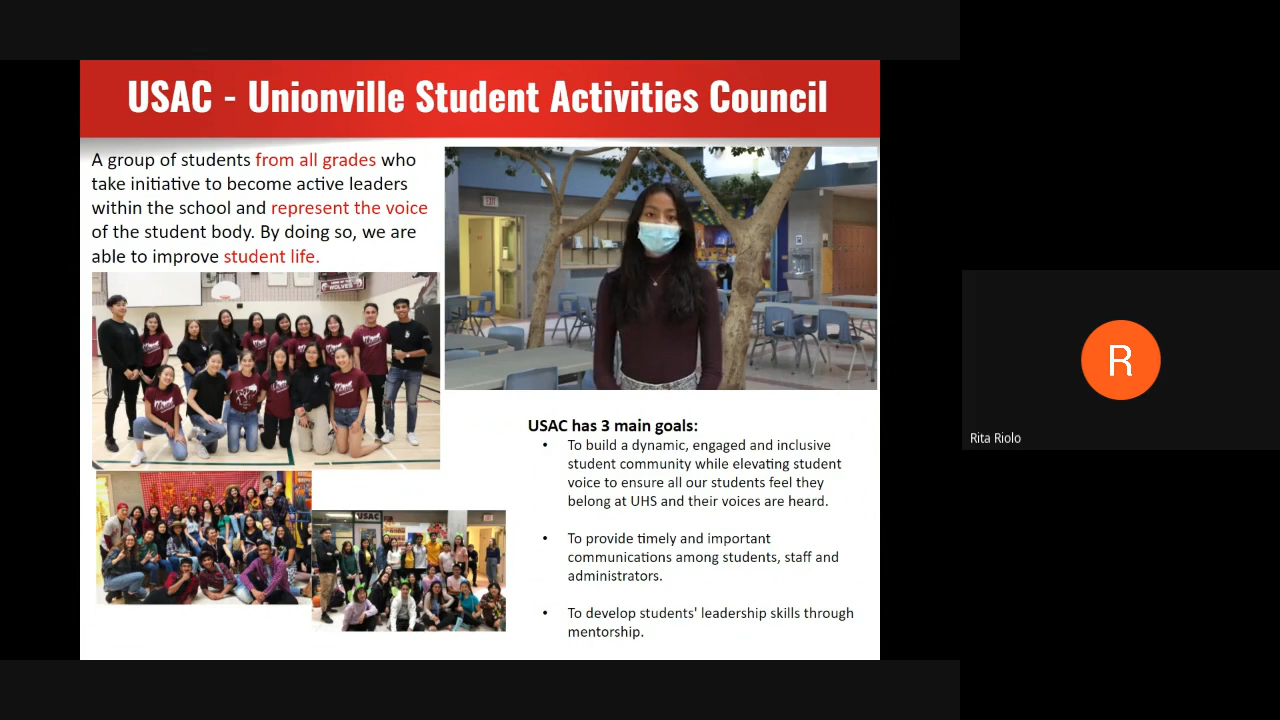 USAC - Unionville Student Activities Council
A group of students from all grades who
take initiative to become active leaders
within the school and represent the voice
of the student body. By doing so, we are
able to improve student life.
EXIT
WOLVES
USAC
USAC has 3 main goals:
• To build a dynamic, engaged and inclusive
student community while elevating student
voice to ensure all our students feel they
belong at UHS and their voices are heard.
• To provide timely and important
communications among students, staff and
administrators.
• To develop students' leadership skills through
mentorship.
R
Rita Riolo